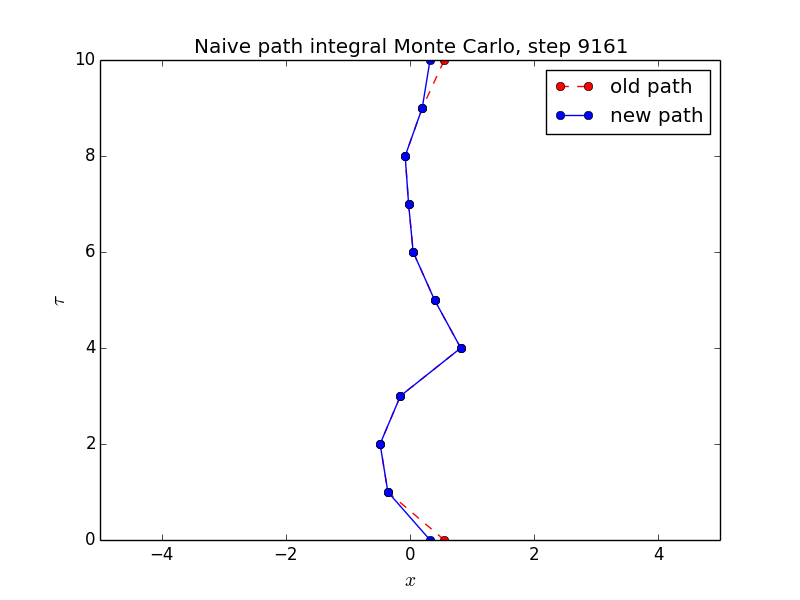 Naive path integral Monte Carlo, step 9161
10
8
6
4
2
0
τ
old path
new path
−4 −2 0 2 4
x